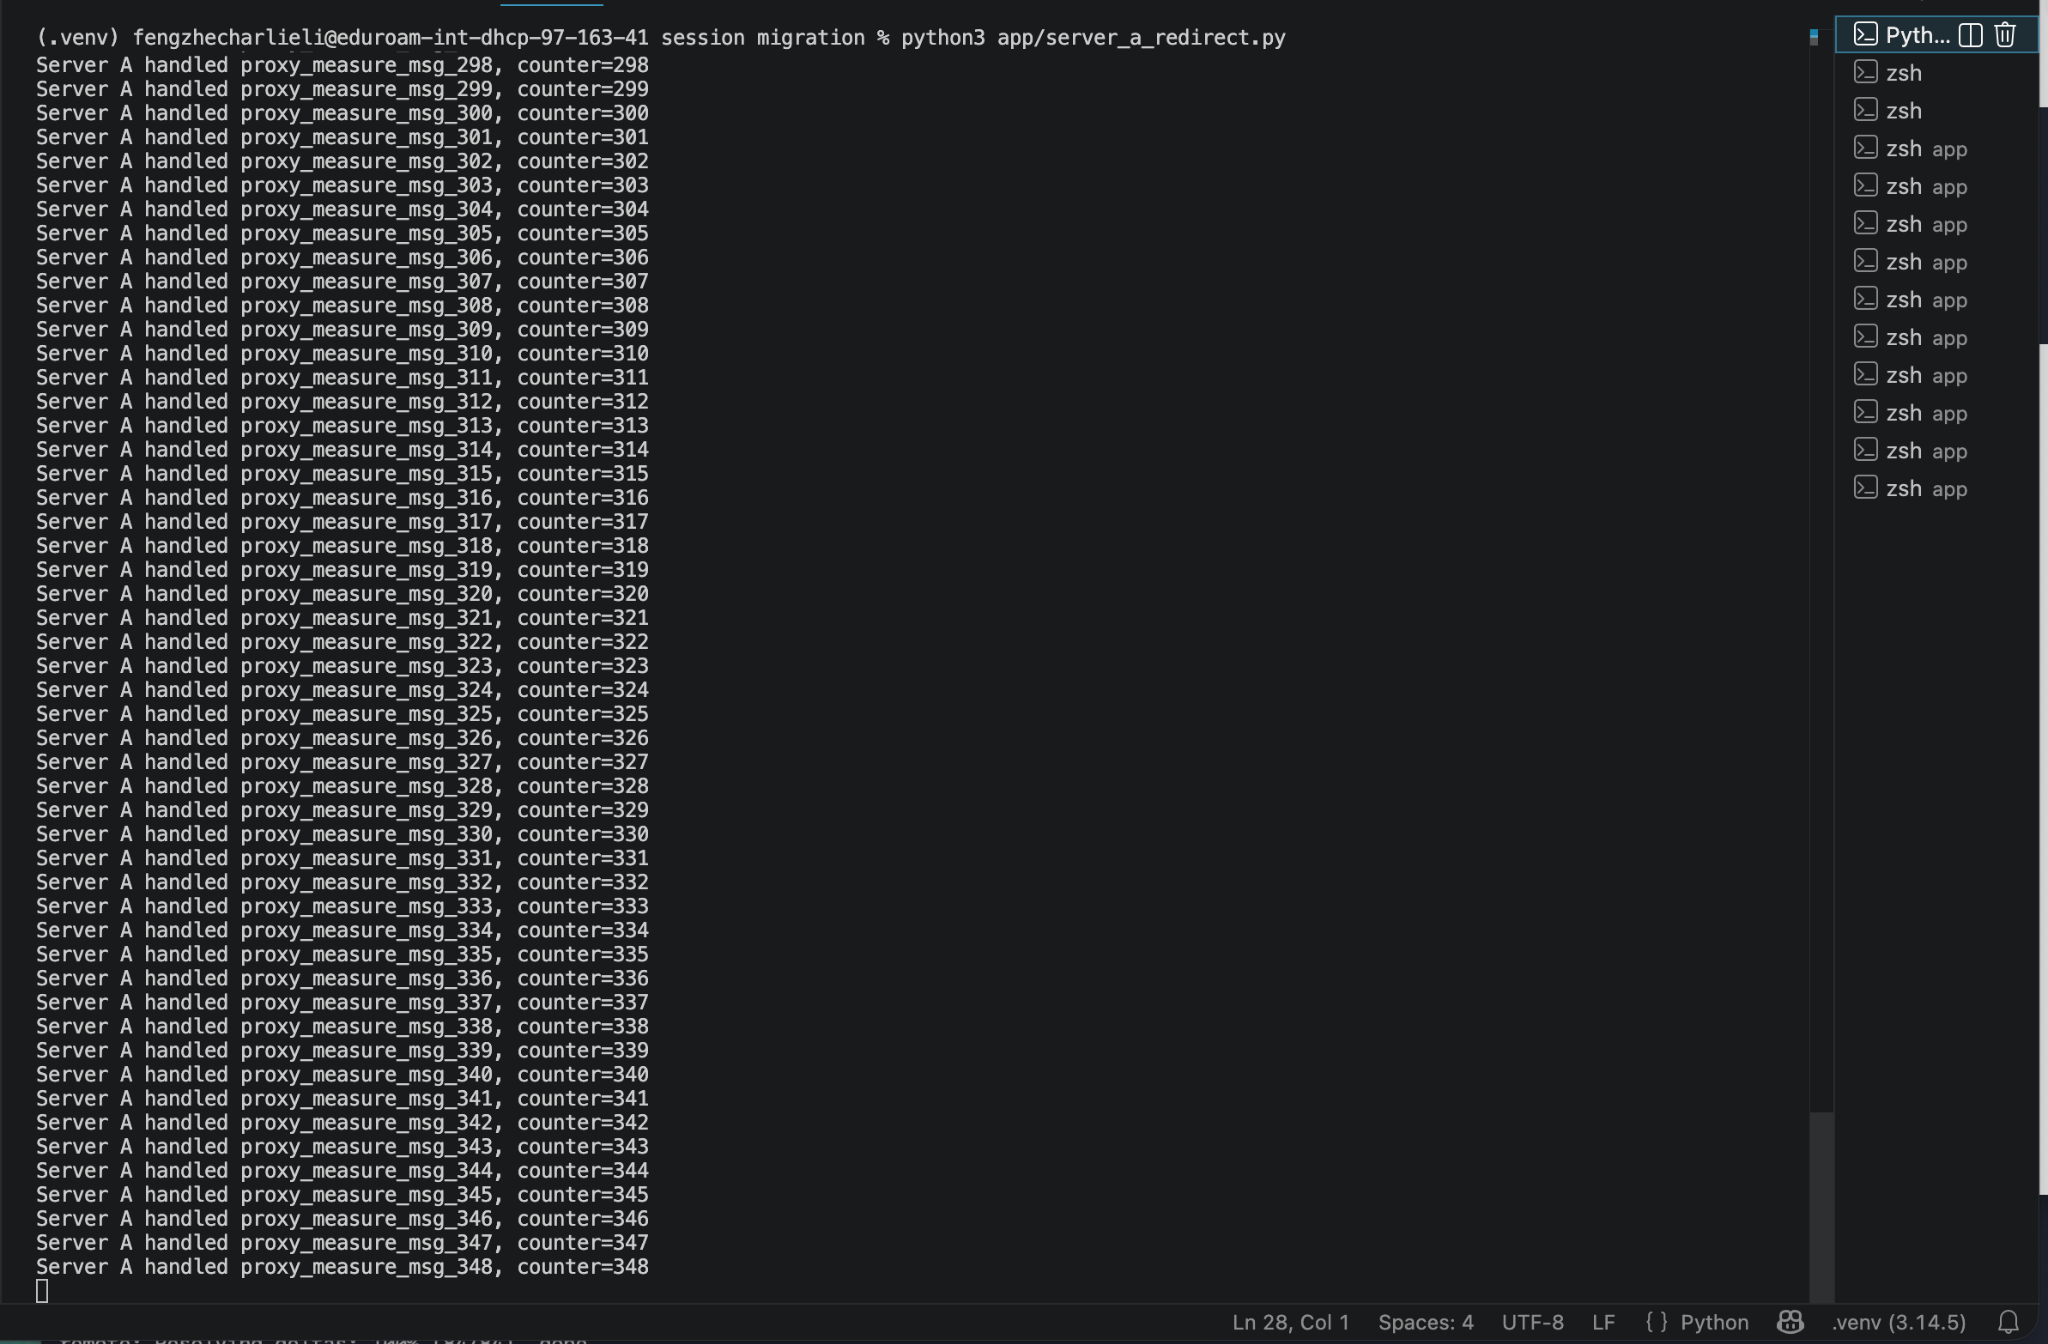 (.venv) fengzhecharlieli@eduroam-int-dhcp-97-163-41 session migration % python3 app/server_a_redirect.py
Server A handled proxy_measure_msg_298, counter=298
Server A handled proxy_measure_msg_299, counter=299
Server A handled proxy_measure_msg_300, counter=300
Server A handled proxy_measure_msg_301, counter=301
Server A handled proxy_measure_msg_302, counter=302
Server A handled proxy_measure_msg_303, counter=303
Server A handled proxy_measure_msg_304, counter=304
Server A handled proxy_measure_msg_305, counter=305
Server A handled proxy_measure_msg_306, counter=306
Server A handled proxy_measure_msg_307, counter=307
Server A handled proxy_measure_msg_308, counter=308
Server A handled proxy_measure_msg_309, counter=309
Server A handled proxy_measure_msg_310, counter=310
Server A handled proxy_measure_msg_311, counter=311
Server A handled proxy_measure_msg_312, counter=312
Server A handled proxy_measure_msg_313, counter=313
Server A handled proxy_measure_msg_314, counter=314
Server A handled proxy_measure_msg_315, counter=315
Server A handled proxy_measure_msg_316, counter=316
Server A handled proxy_measure_msg_317, counter=317
Server A handled proxy_measure_msg_318, counter=318
Server A handled proxy_measure_msg_319, counter=319
Server A handled proxy_measure_msg_320, counter=320
Server A handled proxy_measure_msg_321, counter=321
Server A handled proxy_measure_msg_322, counter=322
Server A handled proxy_measure_msg_323, counter=323
Server A handled proxy_measure_msg_324, counter=324
Server A handled proxy_measure_msg_325, counter=325
Server A handled proxy_measure_msg_326, counter=326
Server A handled proxy_measure_msg_327, counter=327
Server A handled proxy_measure_msg_328, counter=328
Server A handled proxy_measure_msg_329, counter=329
Server A handled proxy_measure_msg_330, counter=330
Server A handled proxy_measure_msg_331, counter=331
Server A handled proxy_measure_msg_332, counter=332
Server A handled proxy_measure_msg_333, counter=333
Server A handled proxy_measure_msg_334, counter=334
Server A handled proxy_measure_msg_335, counter=335
Server A handled proxy_measure_msg_336, counter=336
Server A handled proxy_measure_msg_337, counter=337
Server A handled proxy_measure_msg_338, counter=338
Server A handled proxy_measure_msg_339, counter=339
Server A handled proxy_measure_msg_340, counter=340
Server A handled proxy_measure_msg_341, counter=341
Server A handled proxy_measure_msg_342, counter=342
Server A handled proxy_measure_msg_343, counter=343
Server A handled proxy_measure_msg_344, counter=344
Server A handled proxy_measure_msg_345, counter=345
Server A handled proxy_measure_msg_346, counter=346
Server A handled proxy_measure_msg_347, counter=347
Server A handled proxy_measure_msg_348, counter=348
Pyth...
zsh
zsh
zsh app
zsh app
zsh app
zsh app
zsh app
zsh app
zsh app
zsh app
zsh app
zsh app
Ln 28, Col 1 Spaces: 4 UTF-8 LF { } Python .venv (3.14.5)